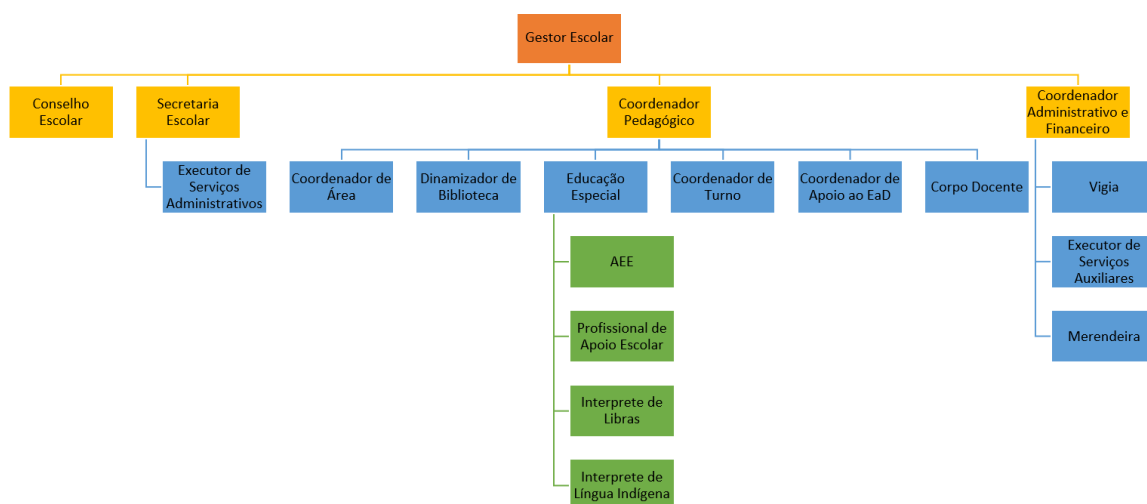 Gestor Escolar
Conselho
Escolar
Secretaria
Escolar
Coordenador
Pedagógico
Coordenador
Administrativo e
Financeiro
Executor de
Serviços
Administrativos
Coordenador de
Área
Dinamizador de
Biblioteca
Educação
Especial
Coordenador de
Turno
Coordenador de
Apoio ao EaD
Corpo Docente
Vigia
AEE
Executor de
Serviços
Auxiliares
Profissional de
Apoio Escolar
Merendeira
Interprete de
Libras
Interprete de
Língua Indígena